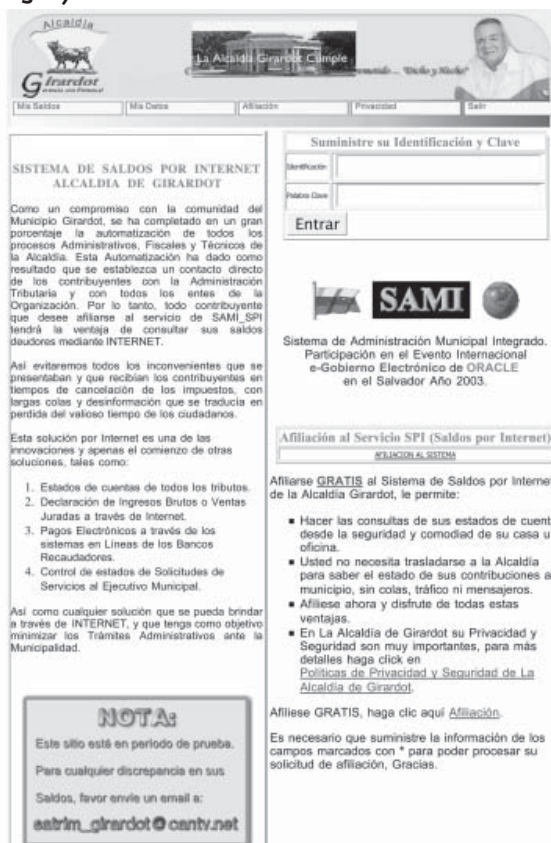 Alcaldía
Girardot
La Alcaldía Girardot Cumple
Mis Saldos
Mis Datos
Afiliación
Privacidad
Salir
SISTEMA DE SALDOS POR INTERNET
ALCALDIA DE GIRARDOT
Como un compromiso con la comunidad del
Municipio Girardot, se ha completado en un gran
porcentaje la automatización de todos los
procesos Administrativos, Fiscales y Técnicos de
la Alcaldía. Esta Automatización ha dado como
resultado que se establezca un contacto directo
de los contribuyentes con la Administración
Tributaria y con todos los entes de la
Organización. Por lo tanto, todo contribuyente
que desee afiliarse al servicio de SAMI_SPI
tendrá la ventaja de consultar sus saldos
deudores mediante INTERNET.
Así evitaremos todos los inconvenientes que se
presentaban y que recibían los contribuyentes en
tiempos de cancelación de los impuestos, con
largas colas y desinformación que se traducía en
perdida del valioso tiempo de los ciudadanos.
Esta solución por Internet es una de las
innovaciones y apenas el comienzo de otras
soluciones, tales como:
1. Estados de cuentas de todos los tributos.
2. Declaración de Ingresos Brutos o Ventas
Juradas a través de Internet.
3. Pagos Electrónicos a través de los
sistemas en Líneas de los Bancos
Recaudadores.
4. Control de estados de Solicitudes de
Servicios al Ejecutivo Municipal.
Así como cualquier solución que se pueda brindar
a través de INTERNET, y que tenga como objetivo
minimizar los Trámites Administrativos ante la
Municipalidad.
NOTA:
Este sitio está en periodo de prueba.
Para cualquier discrepancia en sus
Saldos, favor envie un email a:
satrim_girardot@cantv.net
Suministre su Identificación y Clave
Identificación
Palabra Clave
Entrar
SAMI
Sistema de Administración Municipal Integrado.
Participación en el Evento Internacional
e-Gobierno Electrónico de ORACLE
en el Salvador Año 2003.
Afiliación al Servicio SPI (Saldos por Internet)
AFILIACION AL SISTEMA
Afiliarse GRATIS al Sistema de Saldos por Interne
de la Alcaldía Girardot, le permite:
Hacer las consultas de sus estados de cuent
desde la seguridad y comodiad de su casa u
oficina.
Usted no necesita trasladarse a la Alcaldía
para saber el estado de sus contribuciones a
municipio, sin colas, tráfico ni mensajeros.
Afiliese ahora y disfrute de todas estas
ventajas.
En La Alcaldía de Girardot su Privacidad y
Seguridad son muy importantes, para más
detalles haga click en
Políticas de Privacidad y Seguridad de La
Alcaldía de Girardot.
Afiliese GRATIS, haga clic aquí Afiliación.
Es necesario que suministre la información de los
campos marcados con * para poder procesar su
solicitud de afiliación, Gracias.